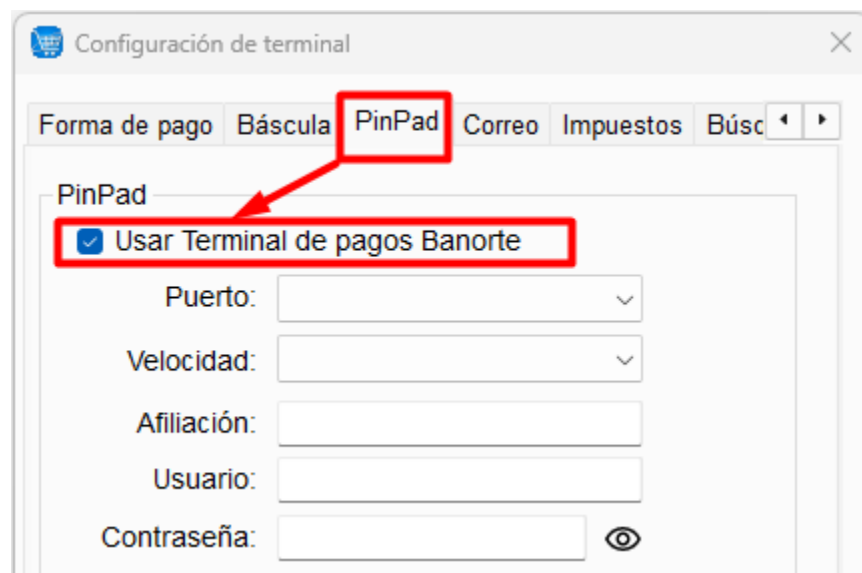 Configuración de terminal
Forma de pago Báscula PinPad Correo Impuestos Búsc
PinPad
Usar Terminal de pagos Banorte
Puerto:
Velocidad:
Afiliación:
Usuario:
Contraseña: